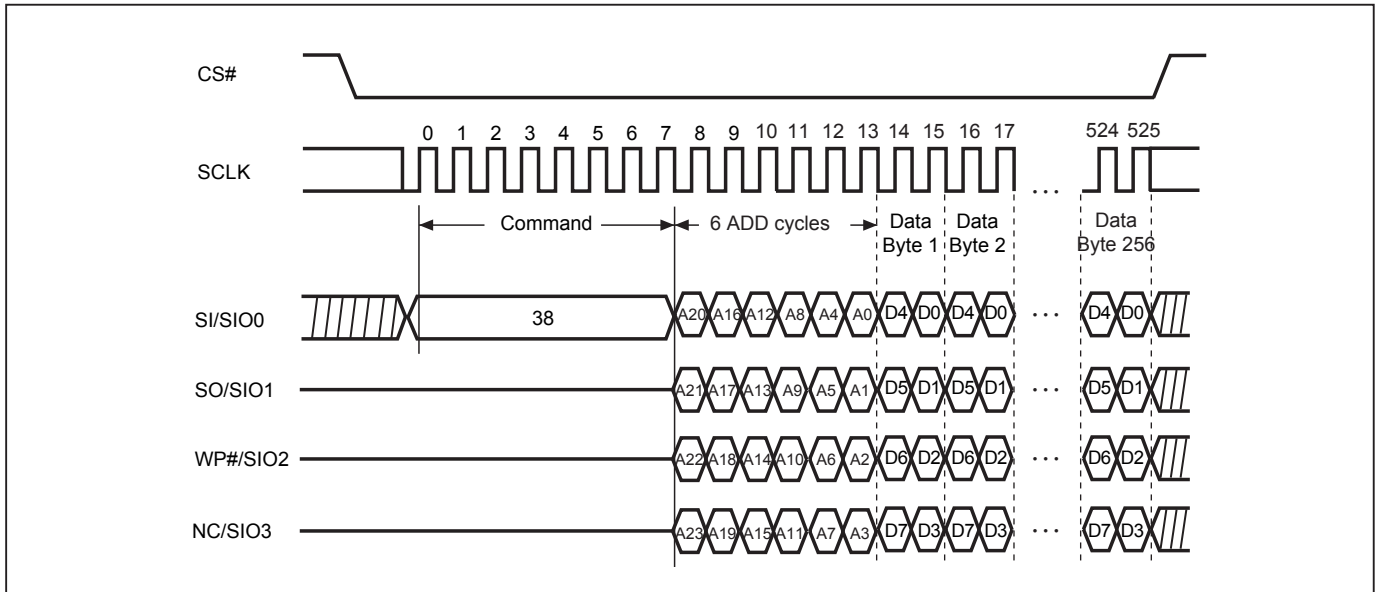 CS#
0 1 2 3 4 5 6 7 8 9 10 11 12 13 14 15 16 17 524 525
SCLK
...
Command 6 ADD cycles Data Byte 1 Data Byte 2 Data Byte 256
SI/SIO0 38 A20 A16 A12 A8 A4 A0 D4 D0 D4 D0 ... D4 D0
SO/SIO1 A21 A17 A13 A9 A5 A1 D5 D1 D5 D1 ... D5 D1
WP#/SIO2 A22 A18 A14 A10 A6 A2 D6 D2 D6 D2 ... D6 D2
NC/SIO3 A23 A19 A15 A11 A7 A3 D7 D3 D7 D3 ... D7 D3